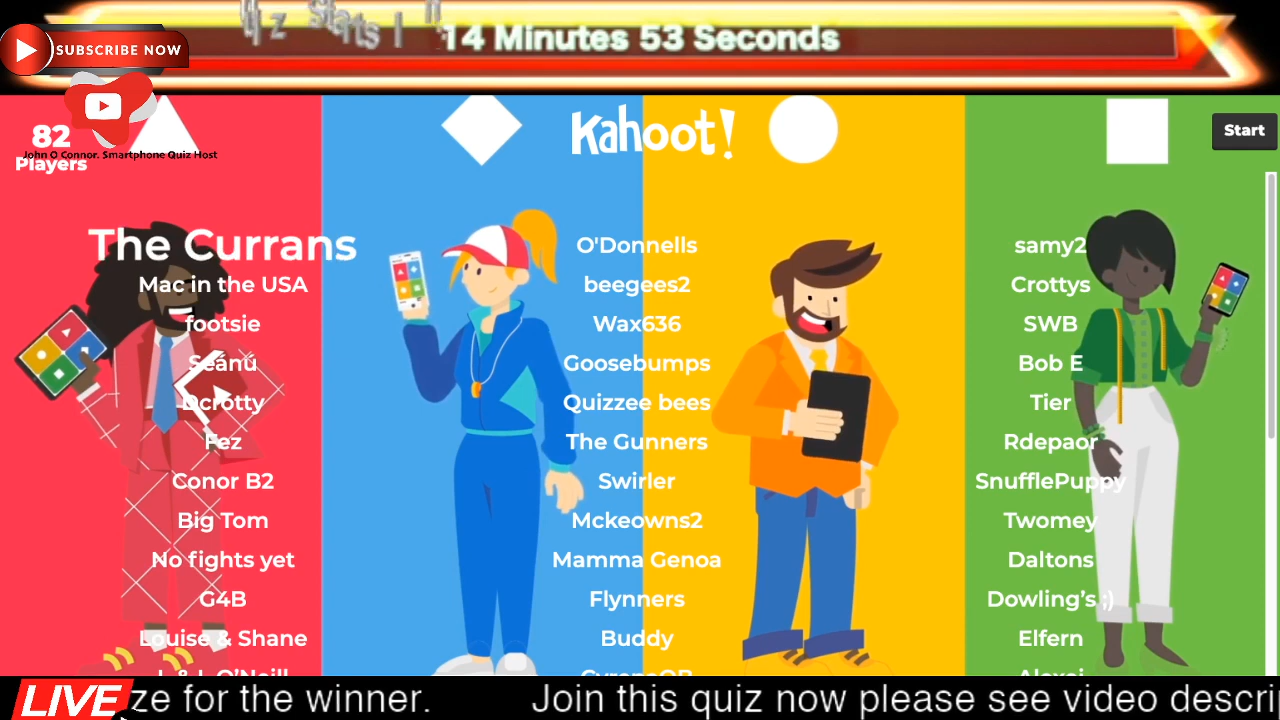 14 Minutes 53 Seconds
SUBSCRIBE NOW
82
Players
John O Connor. Smartphone Quiz Host
Kahoot!
Start
The Currans
O'Donnells
samy2
Mac in the USA
beegees2
Crottys
footsie
Wax636
SWB
Seánú
Goosebumps
Bob E
Dcrotty
Quizzee bees
Tier
Fez
The Gunners
Rdepaor
Conor B2
Swirler
SnufflePuppy
Big Tom
Mckeowns2
Twomey
No fights yet
Mamma Genoa
Daltons
G4B
Flynners
Dowling’s ;)
Louise & Shane
Buddy
Elfern
LIVE
ze for the winner.
Join this quiz now please see video descri